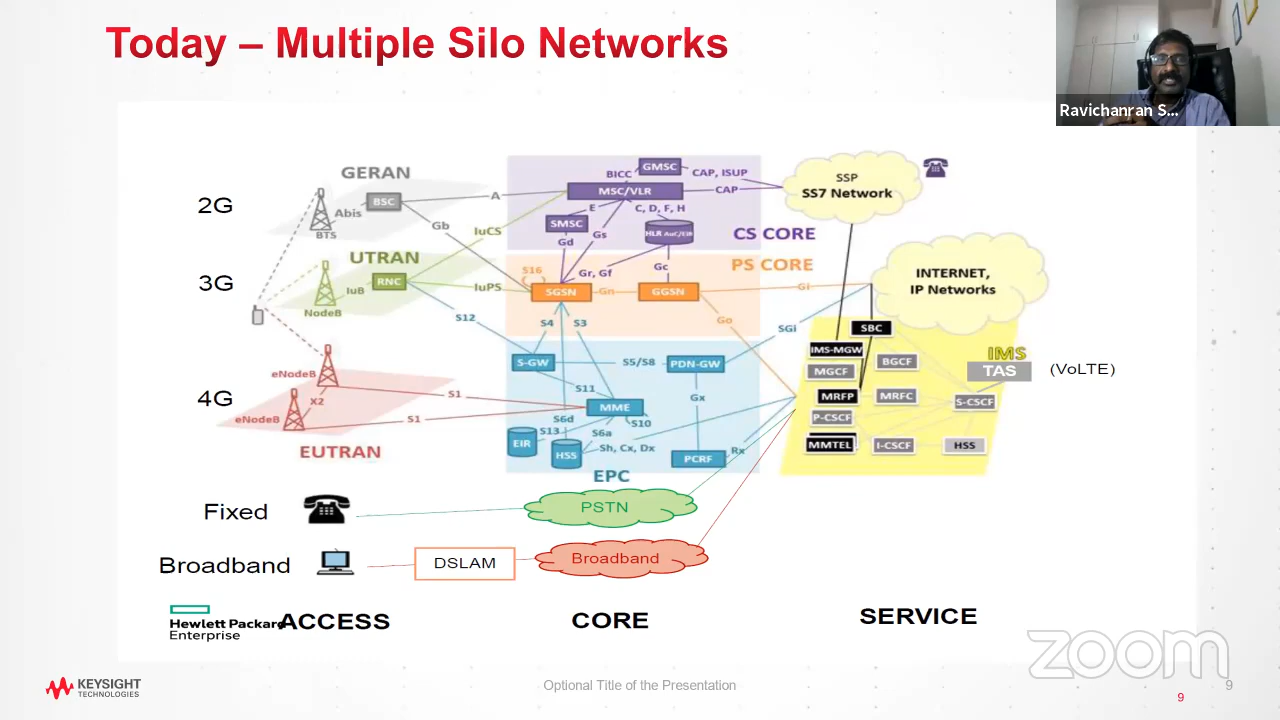 Today – Multiple Silo Networks
Ravichanran S...
2G
3G
4G
Fixed
Broadband
GERAN
BSC
Abis
BTS
A
Gb
UTRAN
RNC
IuB
NodeB
IuCS
IuPS
S12
eNodeB
X2
eNodeB
S1
S1
EUTRAN
GMSC
BICC
CAP, ISUP
MSC/VLR
CAP
E
C, D, F, H
SMSC
Gs
HLR AuC/EIR
Gd
CS CORE
Gr, Gf
Gc
PS CORE
S16
SGSN
Gn
GGSN
Gi
Go
S4
S3
S-GW
S5/S8
PDN-GW
SGi
S11
Gx
MME
S6d
S10
S13
S6a
EIR
HSS
Sh, Cx, Dx
PCRF
Rx
EPC
SSP
SS7 Network
INTERNET,
IP Networks
SBC
IMS-MGW
BGCF
IMS
TAS
(VoLTE)
MGCF
MRFP
MRFC
S-CSCF
P-CSCF
MMTEL
I-CSCF
HSS
PSTN
DSLAM
Broadband
Hewlett Packard
Enterprise
ACCESS
CORE
SERVICE
zoom
KEYSIGHT
TECHNOLOGIES
Optional Title of the Presentation
9
9